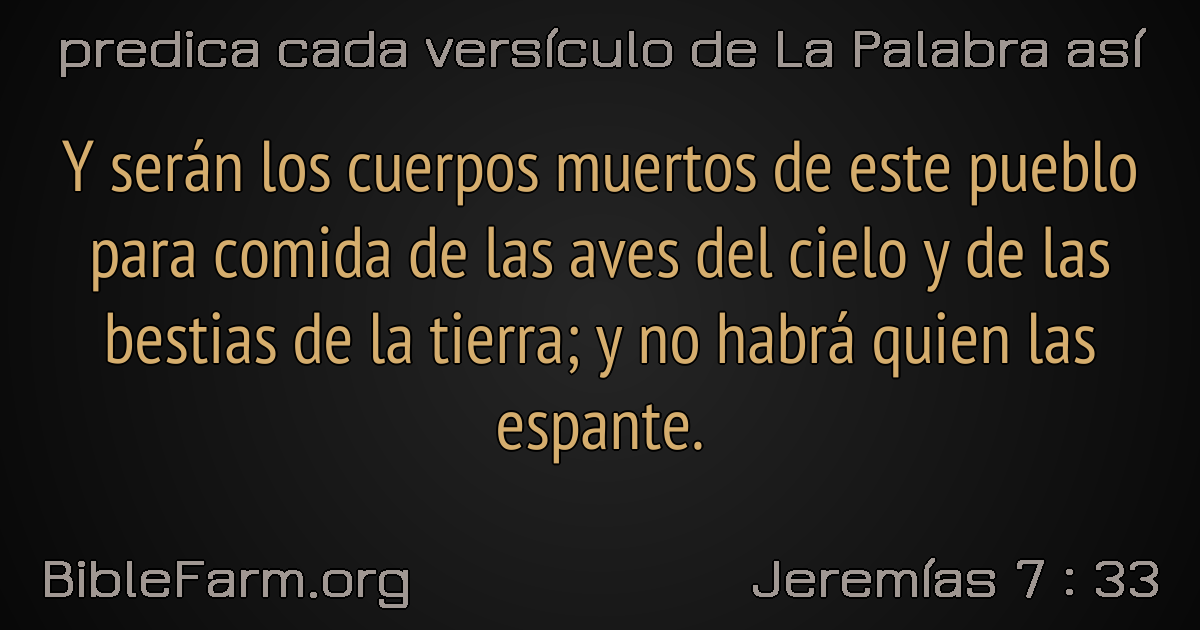 predica cada versículo de La Palabra así
Y serán los cuerpos muertos de este pueblo
para comida de las aves del cielo y de las
bestias de la tierra; y no habrá quien las
espante.
BibleFarm.org
Jeremías 7 : 33